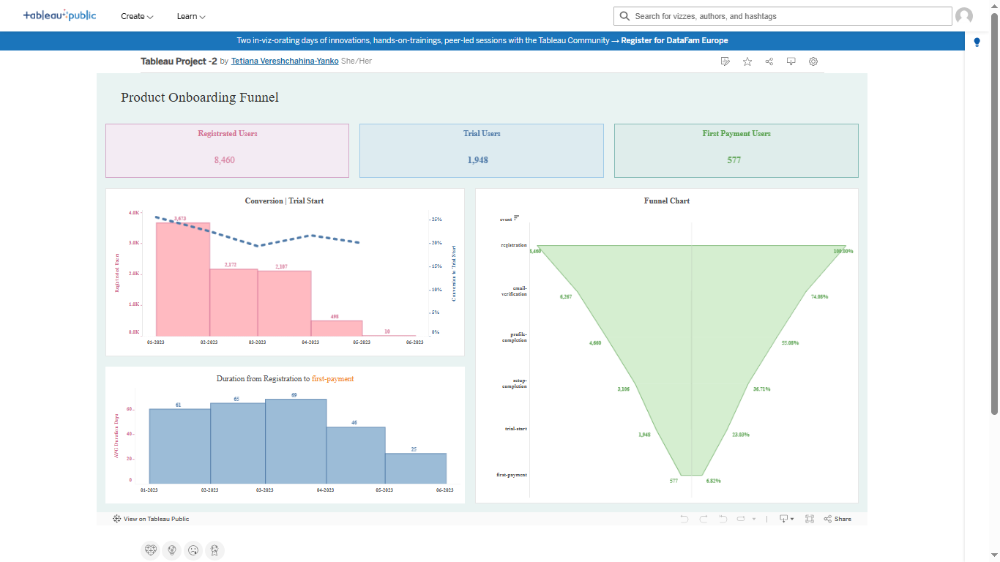 tableau public
Create
Learn
Search for vizzes, authors, and hashtags
Two in-viz-orating days of innovations, hands-on-trainings, peer-led sessions with the Tableau Community → Register for DataFam Europe
Tableau Project -2 by Tetiana Vereshchahina-Yanko She/Her
Product Onboarding Funnel
Registrated Users
8,460
Trial Users
1,948
First Payment Users
577
Conversion | Trial Start
Registrated Users
4.0K
3.0K
2.0K
1.0K
0.0K
3,673
2,172
2,107
498
10
25%
20%
15%
10%
5%
0%
Conversion to Trial Start
01-2023
02-2023
03-2023
04-2023
05-2023
06-2023
Duration from Registration to first-payment
AVG Duration Days
60
40
20
0
61
65
69
46
25
01-2023
02-2023
03-2023
04-2023
05-2023
06-2023
Funnel Chart
event
registration
8,460
100.00%
email-
verification
6,267
74.08%
profile-
completion
4,660
55.08%
setup-
completion
3,106
36.71%
trial-start
1,948
23.03%
first-payment
577
6.82%
View on Tableau Public
Share